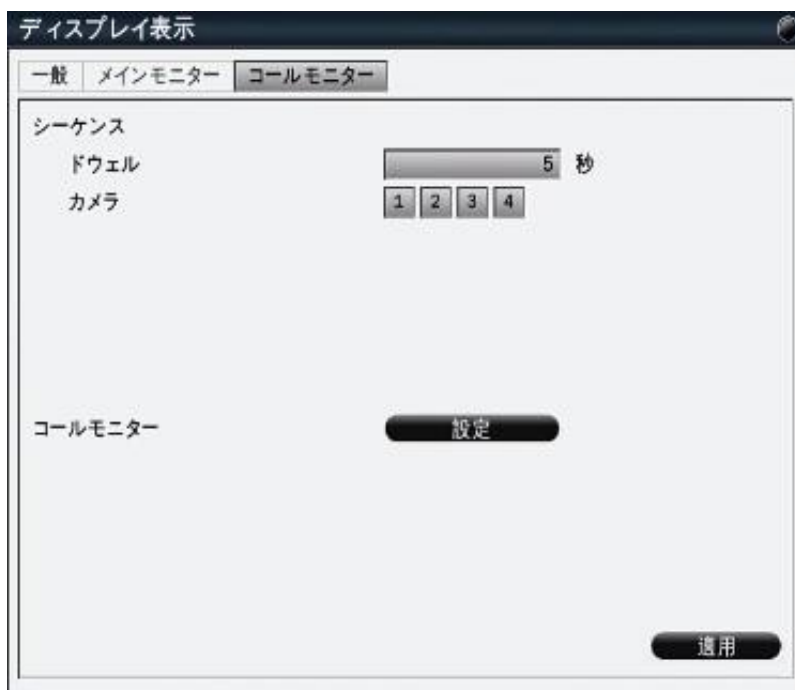 ディスプレイ表示
一般 メインモニター コールモニター
シーケンス
ドウェル 5 秒
カメラ 1 2 3 4
コールモニター 設定
適用